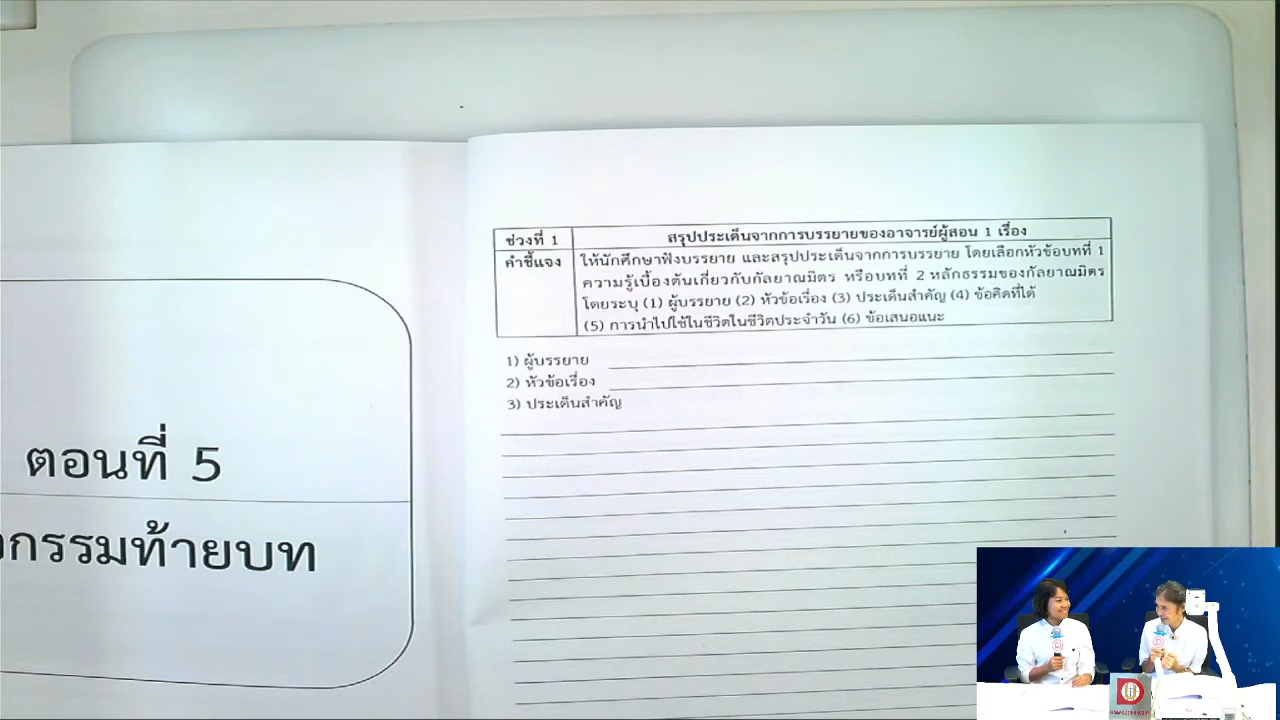 ตอนที่ 5
กรรมท้ายบท
ช่วงที่ 1 สรุปประเด็นจากการบรรยายของอาจารย์ผู้สอน 1 เรื่อง
คำชี้แจง ให้นักศึกษาฟังบรรยาย และสรุปประเด็นจากการบรรยาย โดยเลือกหัวข้อบทที่ 1
ความรู้เบื้องต้นเกี่ยวกับกัลยาณมิตร หรือบทที่ 2 หลักธรรมของกัลยาณมิตร
โดยระบุ (1) ผู้บรรยาย (2) หัวข้อเรื่อง (3) ประเด็นสำคัญ (4) ข้อคิดที่ได้
(5) การนำไปใช้ในชีวิตในชีวิตประจำวัน (6) ข้อเสนอแนะ
1) ผู้บรรยาย
2) หัวข้อเรื่อง
3) ประเด็นสำคัญ